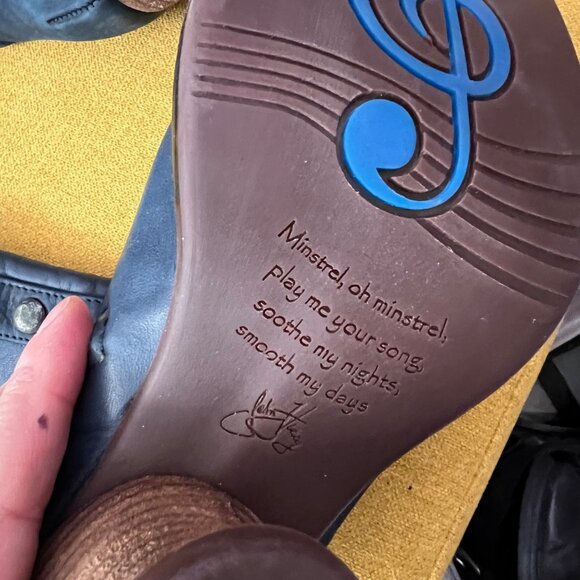 Minstrel, oh minstrel,
play me your song,
soothe my nights,
smooth my days